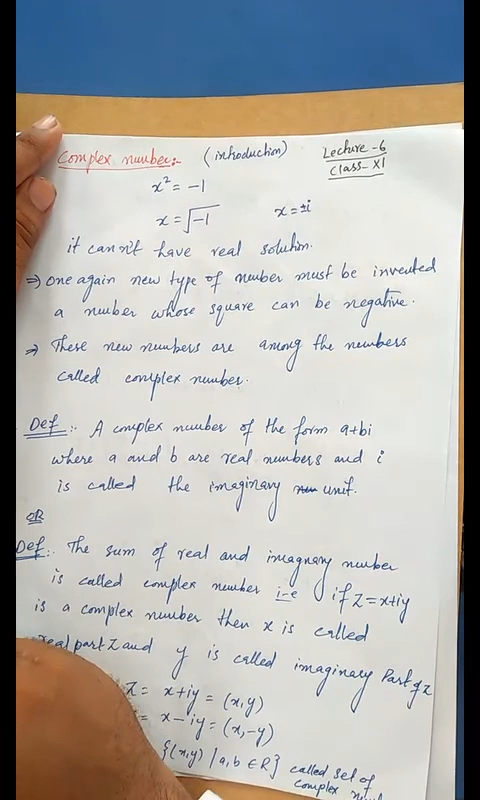 Complex number:- (introduction) Lecture-6
Class-XI
x² = -1
x = √-1 x = ±i
it cann't have real solution.
⇒ one again new type of number must be invented
a number whose square can be negative.
⇒ These new numbers are among the numbers
called complex number.
Def:- A complex number of the form a+bi
where a and b are real numbers and i
is called the imaginary unit.
OR
Def:- The sum of real and imagnary number
is called complex number i-e if Z = x+iy
is a complex number then x is called
real part Z and y is called imaginary Part of z
Z = x+iy = (x,y)
= x-iy = (x,-y)
{(x,y) / a,b ∈ R} called set of
complex